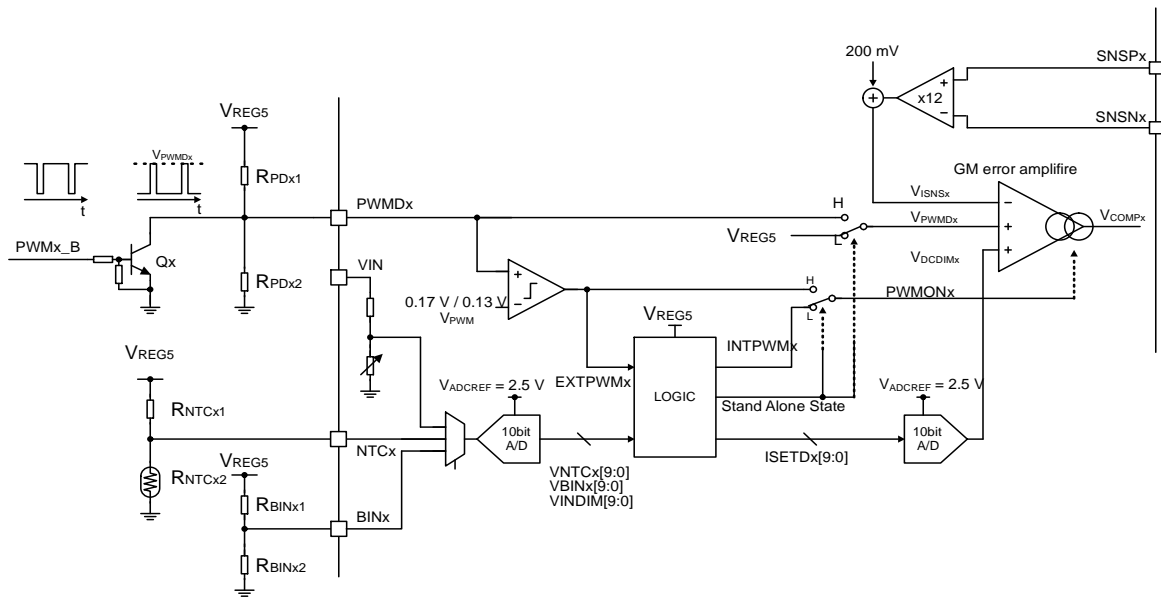 200 mV
SNSPx
x12
SNSNx
+
−
+
VREG5
VPWMDx
t
t
RPDx1
PWMDx
H
L
VREG5
GM error amplifire
VISNSx
VPWMDx
VDCDIMx
−
+
+
VCOMPx
PWMx_B
Qx
RPDx2
VIN
+
−
0.17 V / 0.13 V
VPWM
H
L
PWMONx
VREG5
INTPWMx
EXTPWMx
LOGIC
Stand Alone State
VREG5
RNTCx1
RNTCx2
NTCx
VADCREF = 2.5 V
10bit
A/D
VNTCx[9:0]
VBINx[9:0]
VINDIM[9:0]
ISETDx[9:0]
VADCREF = 2.5 V
10bit
A/D
VREG5
RBINx1
BINx
RBINx2